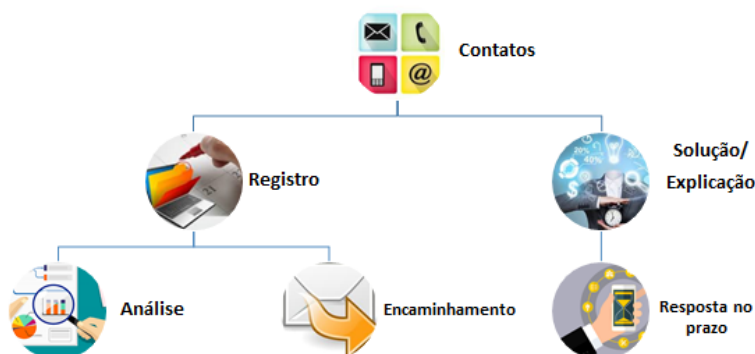 Contatos
Registro
Solução/
Explicação
Análise
Encaminhamento
Resposta no
prazo